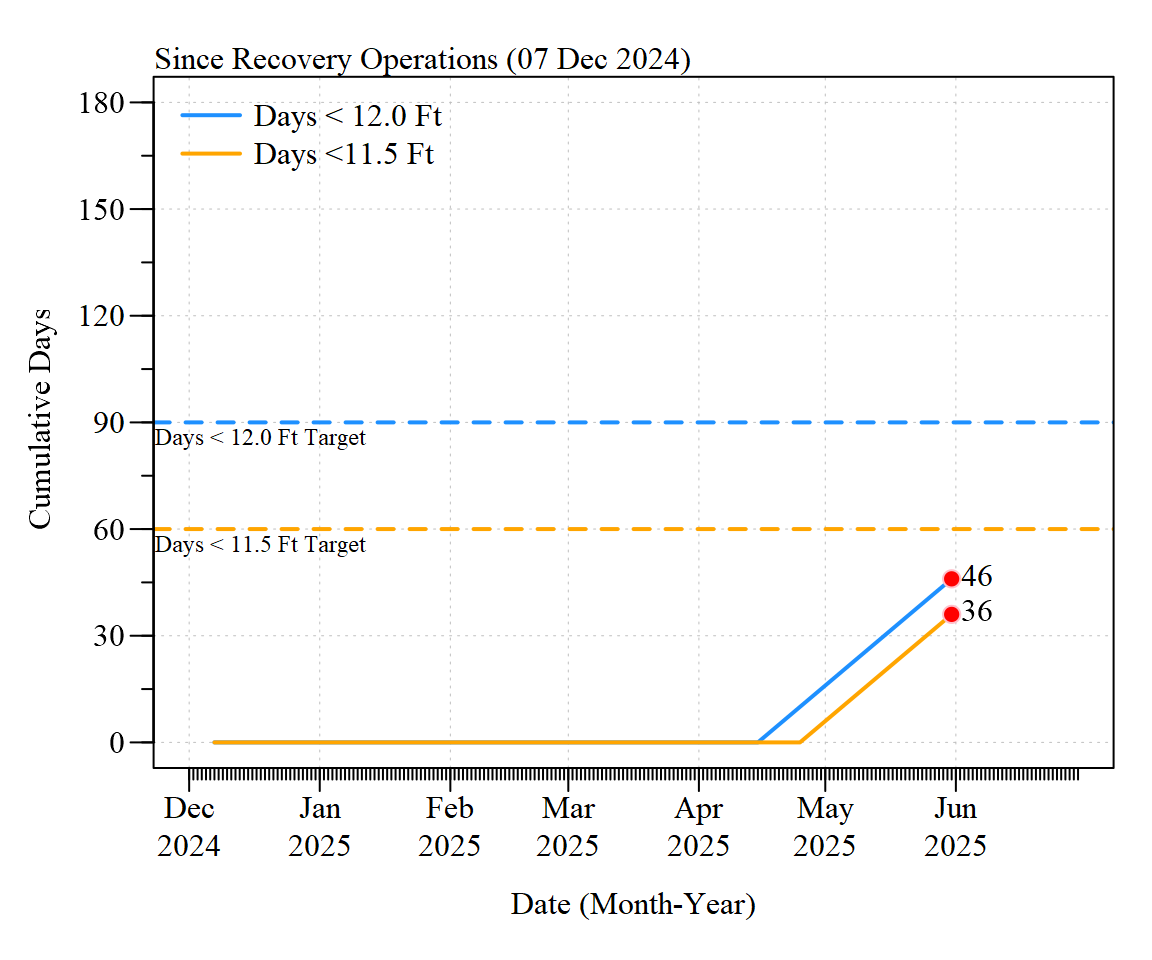 Since Recovery Operations (07 Dec 2024)
Days < 12.0 Ft
Days <11.5 Ft
180
150
120
90
60
30
0
Cumulative Days
Days < 12.0 Ft Target
Days < 11.5 Ft Target
46
36
Dec Jan Feb Mar Apr May Jun
2024 2025 2025 2025 2025 2025 2025
Date (Month-Year)